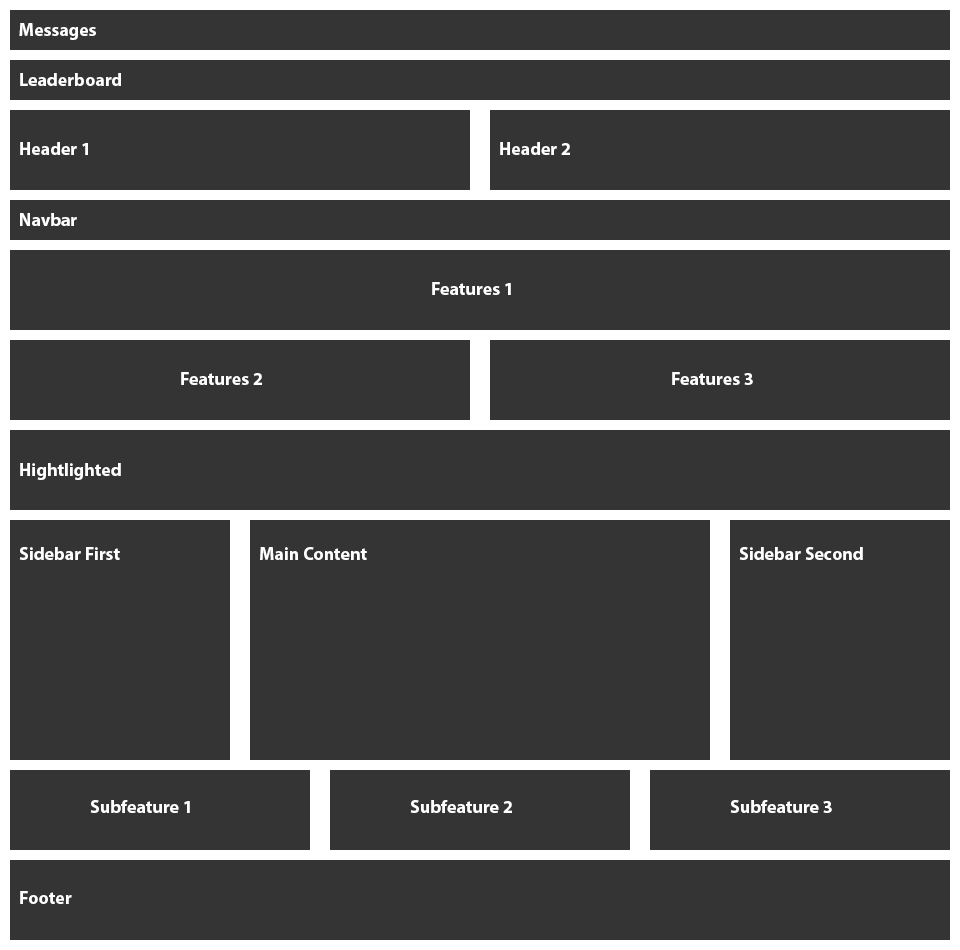 Messages
Leaderboard
Header 1
Header 2
Navbar
Features 1
Features 2
Features 3
Hightlighted
Sidebar First
Main Content
Sidebar Second
Subfeature 1
Subfeature 2
Subfeature 3
Footer